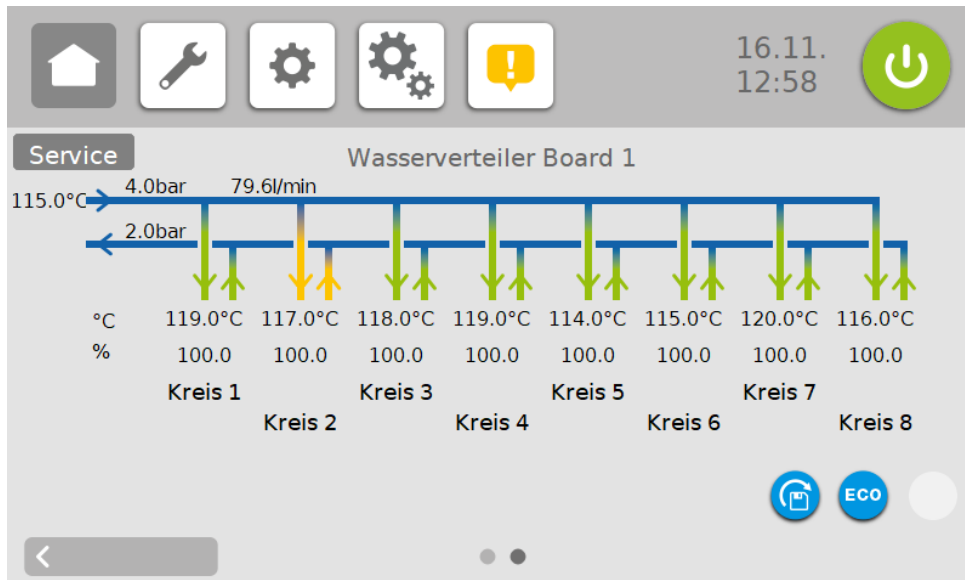 16.11.
12:58
Service
Wasserverteiler Board 1
115.0°C
4.0bar 79.6l/min
2.0bar
°C 119.0°C 117.0°C 118.0°C 119.0°C 114.0°C 115.0°C 120.0°C 116.0°C
% 100.0 100.0 100.0 100.0 100.0 100.0 100.0 100.0
Kreis 1 Kreis 3 Kreis 5 Kreis 7
Kreis 2 Kreis 4 Kreis 6 Kreis 8
ECO